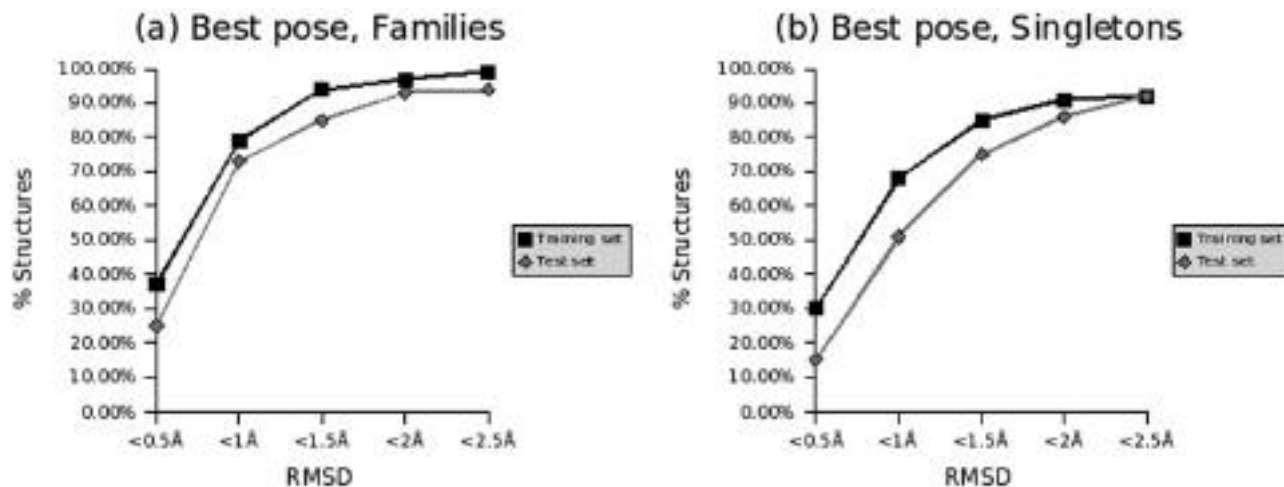 (a) Best pose, Families
100.00%
90.00%
80.00%
70.00%
60.00%
50.00%
40.00%
30.00%
20.00%
10.00%
0.00%
% Structures
<0.5Å <1Å <1.5Å <2Å <2.5Å
RMSD
Training set
Test set
(b) Best pose, Singletons
100.00%
90.00%
80.00%
70.00%
60.00%
50.00%
40.00%
30.00%
20.00%
10.00%
0.00%
% Structures
<0.5Å <1Å <1.5Å <2Å <2.5Å
RMSD
Training set
Test set